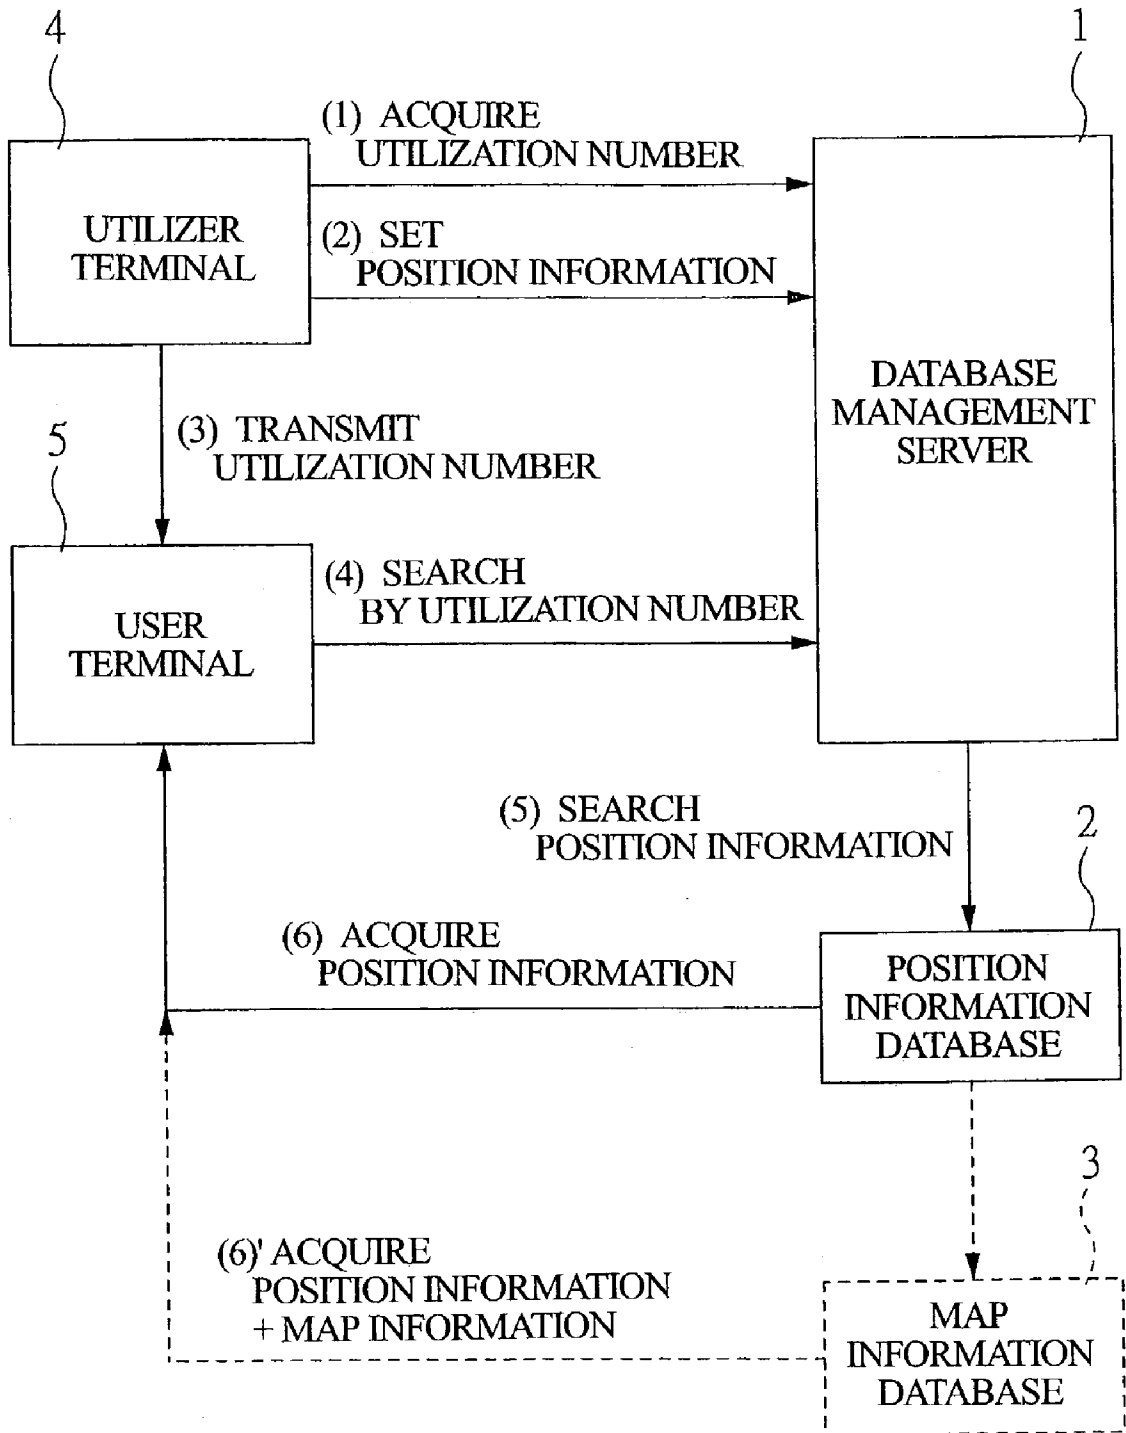 4
1
(1) ACQUIRE
UTILIZATION NUMBER
UTILIZER
TERMINAL
(2) SET
POSITION INFORMATION
DATABASE
MANAGEMENT
SERVER
5
(3) TRANSMIT
UTILIZATION NUMBER
(4) SEARCH
BY UTILIZATION NUMBER
USER
TERMINAL
(5) SEARCH
POSITION INFORMATION
2
(6) ACQUIRE
POSITION INFORMATION
POSITION
INFORMATION
DATABASE
3
(6)' ACQUIRE
POSITION INFORMATION
+ MAP INFORMATION
MAP
INFORMATION
DATABASE